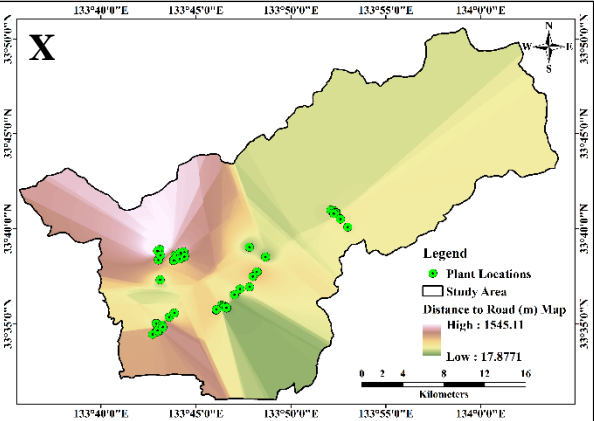 133°40'0"E 133°45'0"E 133°50'0"E 133°55'0"E 134°0'0"E
X
N
W E
S
33°50'0"N 33°50'0"N
33°45'0"N 33°45'0"N
33°40'0"N 33°40'0"N
33°35'0"N 33°35'0"N
Legend
Plant Locations
Study Area
Distance to Road (m) Map
High : 1545.11
Low : 17.8771
0 2 4 8 12 16
Kilometers
133°40'0"E 133°45'0"E 133°50'0"E 133°55'0"E 134°0'0"E